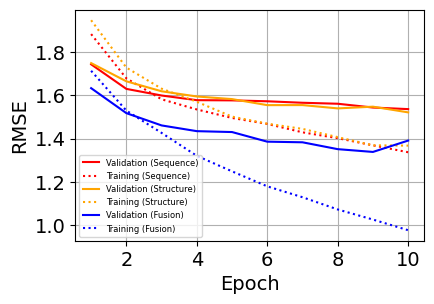 1.8
1.6
1.4
1.2
1.0
RMSE
Validation (Sequence)
Training (Sequence)
Validation (Structure)
Training (Structure)
Validation (Fusion)
Training (Fusion)
2 4 6 8 10
Epoch